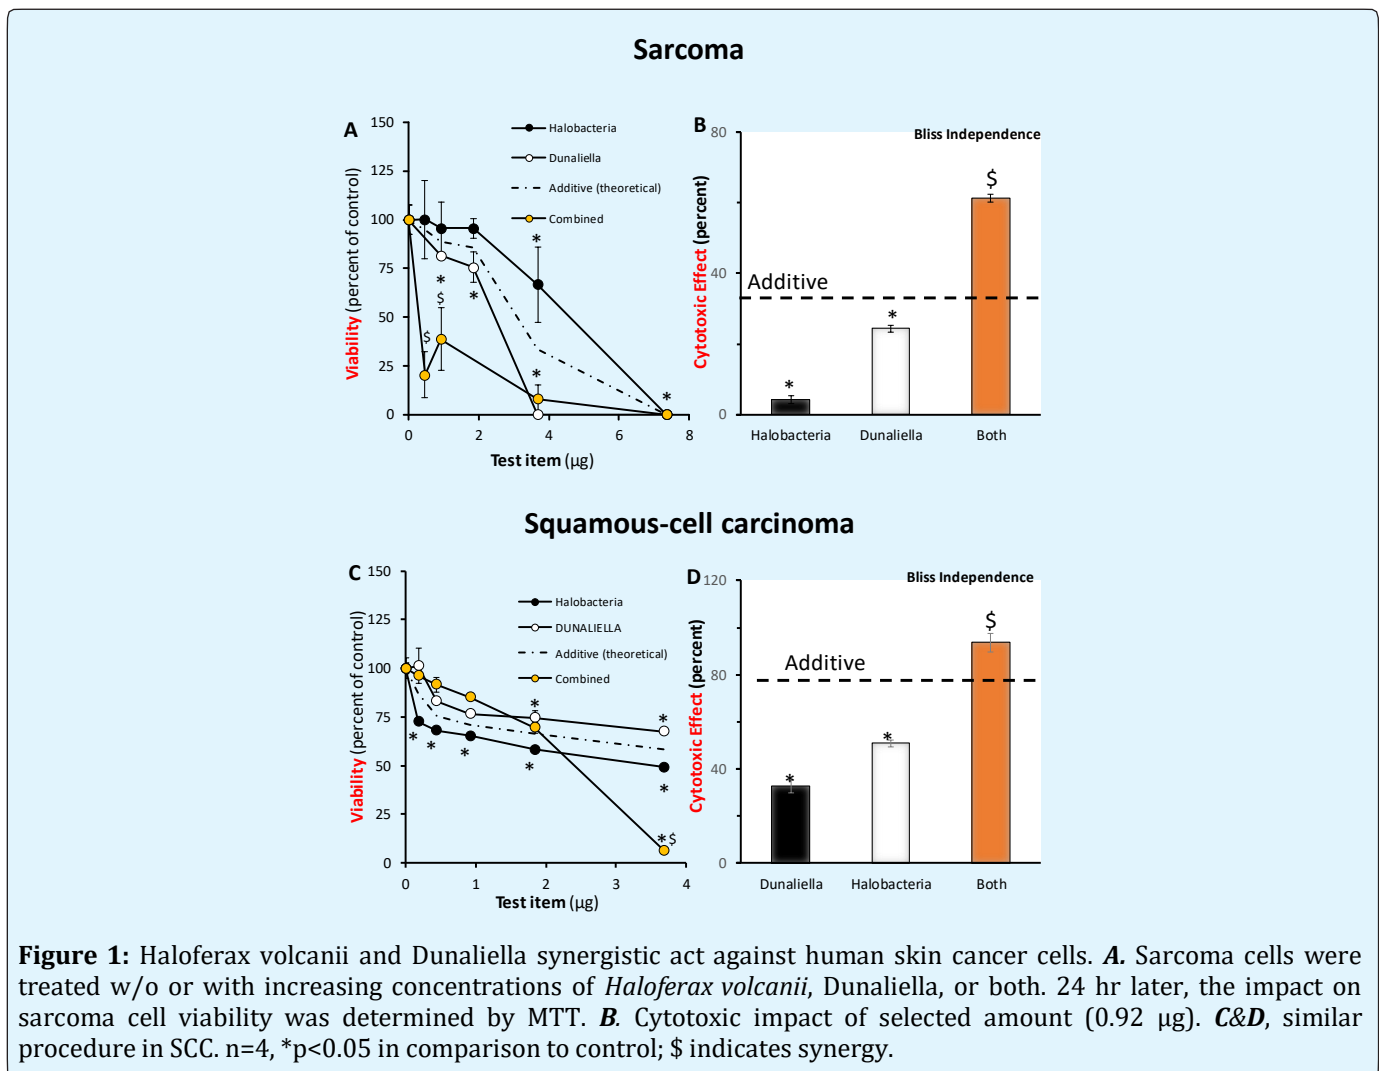 Sarcoma
A
150
125
100
75
50
25
0
Viability (percent of control)
Halobacteria
Dunaliella
Additive (theoretical)
Combined
*
*
$
*
$
*
*
0 2 4 6 8
Test item (µg)
B
80
40
0
Cytotoxic Effect (percent)
Bliss Independence
$
Additive
*
*
Halobacteria Dunaliella Both
Squamous-cell carcinoma
C
150
125
100
75
50
25
0
Viability (percent of control)
Halobacteria
DUNALIELLA
Additive (theoretical)
Combined
* *
* * * * *
*$
0 1 2 3 4
Test item (µg)
D
120
80
40
0
Cytotoxic Effect (percent)
Bliss Independence
$
Additive
*
*
Dunaliella Halobacteria Both
Figure 1: Haloferax volcanii and Dunaliella synergistic act against human skin cancer cells. A. Sarcoma cells were
treated w/o or with increasing concentrations of Haloferax volcanii, Dunaliella, or both. 24 hr later, the impact on
sarcoma cell viability was determined by MTT. B. Cytotoxic impact of selected amount (0.92 µg). C&D, similar
procedure in SCC. n=4, *p<0.05 in comparison to control; $ indicates synergy.